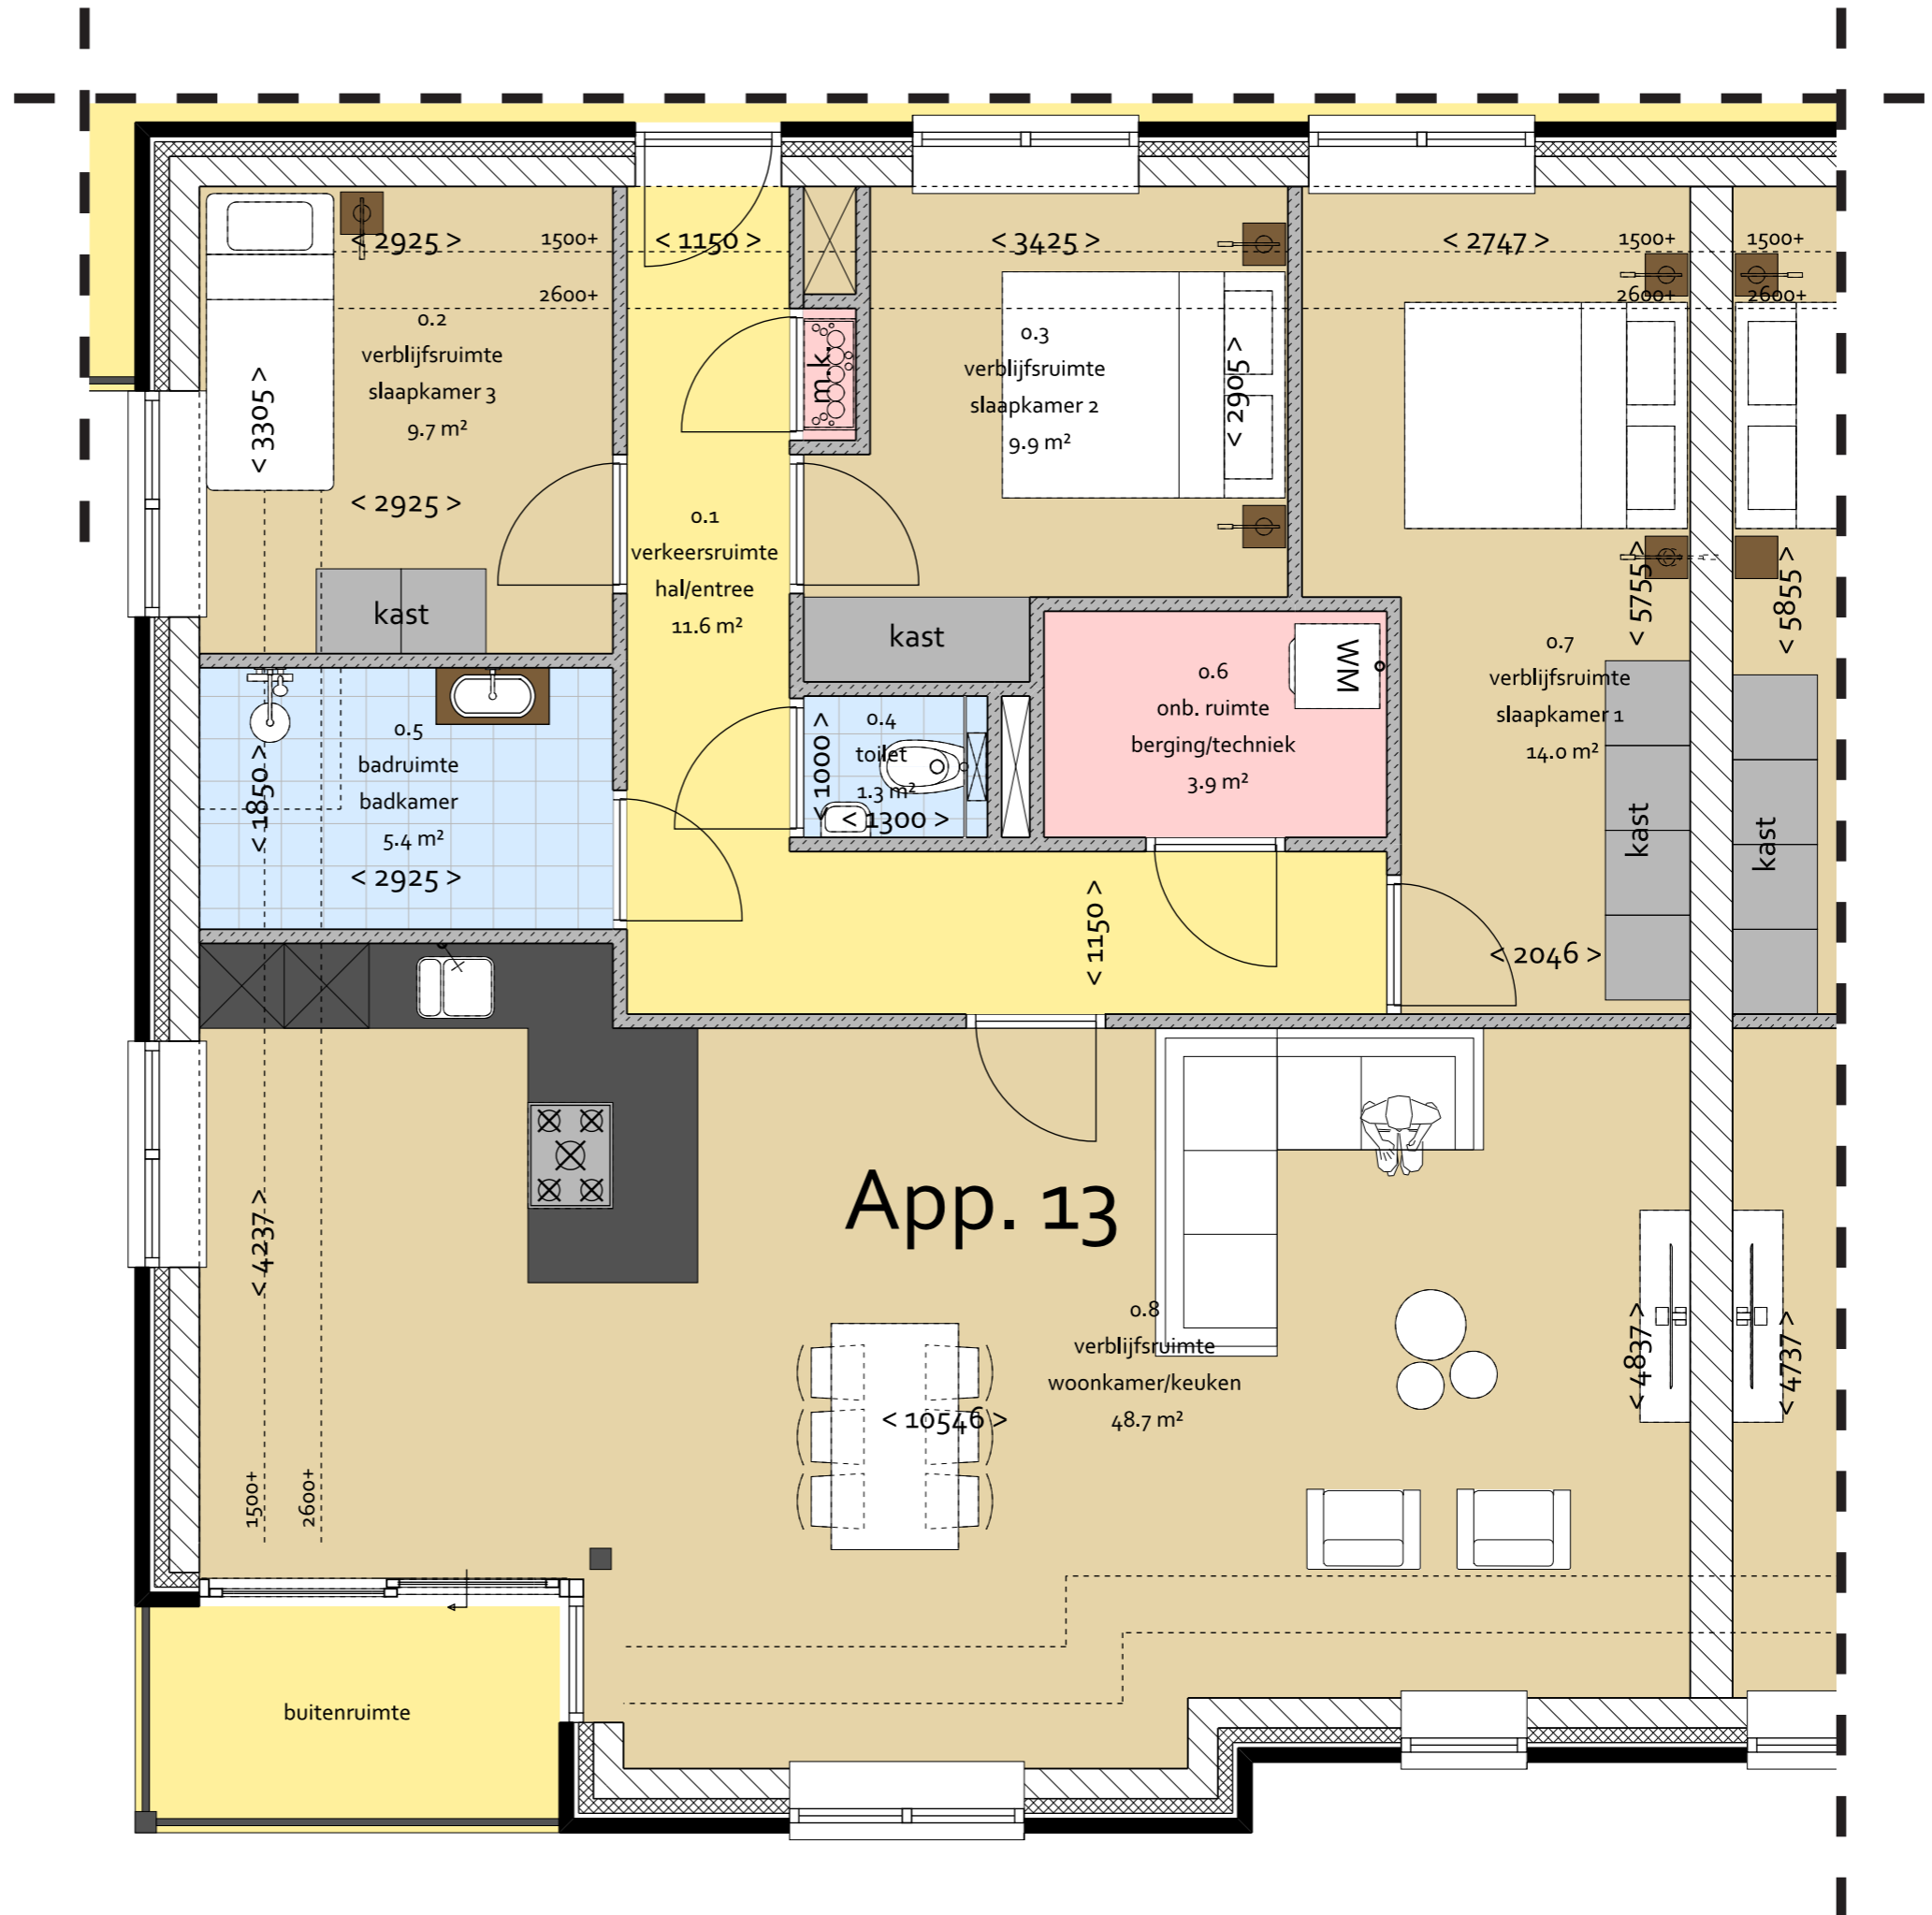 < 2925 >
1500+
< 1150 >
< 3425 >
< 2747 >
1500+
1500+
2600+
2600+
2600+
0.2
verblijfsruimte
slaapkamer 3
9.7 m²
< 3305 >
< 2925 >
kast
m.k.
0.3
verblijfsruimte
slaapkamer 2
9.9 m²
< 2905 >
0.1
verkeersruimte
hal/entree
11.6 m²
kast
< 5755 >
< 5855 >
0.7
verblijfsruimte
slaapkamer 1
14.0 m²
kast
kast
0.6
onb. ruimte
berging/techniek
3.9 m²
WM
0.5
badruimte
badkamer
5.4 m²
< 1850 >
< 2925 >
0.4
toilet
1.3 m²
< 1000 >
< 1300 >
< 1150 >
< 2046 >
App. 13
< 4237 >
0.8
verblijfsruimte
woonkamer/keuken
48.7 m²
< 10546 >
< 4837 >
< 4737 >
1500+
2600+
buitenruimte